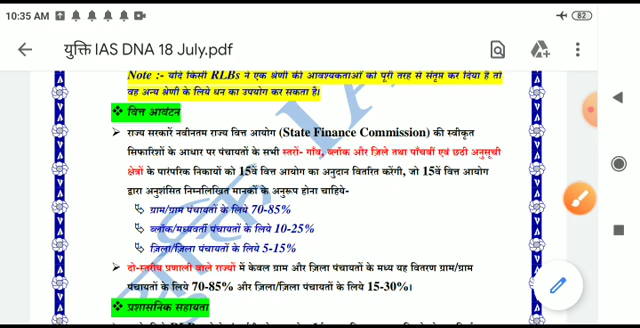 10:35 AM
82
युक्ति IAS DNA 18 July.pdf
Note :- यदि किसी RLBs ने एक श्रेणी की आवश्यकताओं को पूरी तरह से संतृप्त कर दिया है तो
वह अन्य श्रेणी के लिये धन का उपयोग कर सकता है।
वित्त आवंटन
राज्य सरकारें नवीनतम राज्य वित्त आयोग (State Finance Commission) की स्वीकृत
सिफारिशों के आधार पर पंचायतों के सभी स्तरों- गाँव, ब्लॉक और ज़िले तथा पाँचवीं एवं छठी अनुसूची
क्षेत्रों के पारंपरिक निकायों को 15वें वित्त आयोग का अनुदान वितरित करेंगी, जो 15वें वित्त आयोग
द्वारा अनुशंसित निम्नलिखित मानकों के अनुरूप होना चाहिये-
ग्राम/ग्राम पंचायतों के लिये 70-85%
ब्लॉक/मध्यवर्ती पंचायतों के लिये 10-25%
ज़िला/ज़िला पंचायतों के लिये 5-15%
दो-स्तरीय प्रणाली वाले राज्यों में केवल ग्राम और ज़िला पंचायतों के मध्य यह वितरण ग्राम/ग्राम
पंचायतों के लिये 70-85% और ज़िला/ज़िला पंचायतों के लिये 15-30%।
प्रशासनिक सहायता